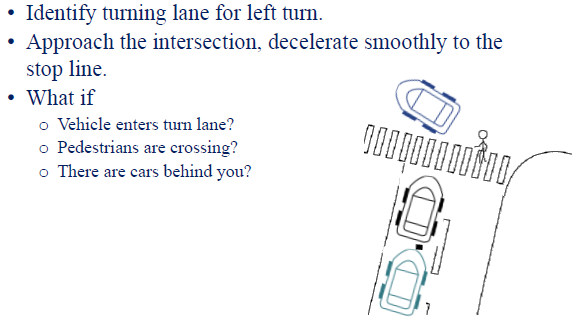 • Identify turning lane for left turn.
• Approach the intersection, decelerate smoothly to the
stop line.
• What if
o Vehicle enters turn lane?
o Pedestrians are crossing?
o There are cars behind you?